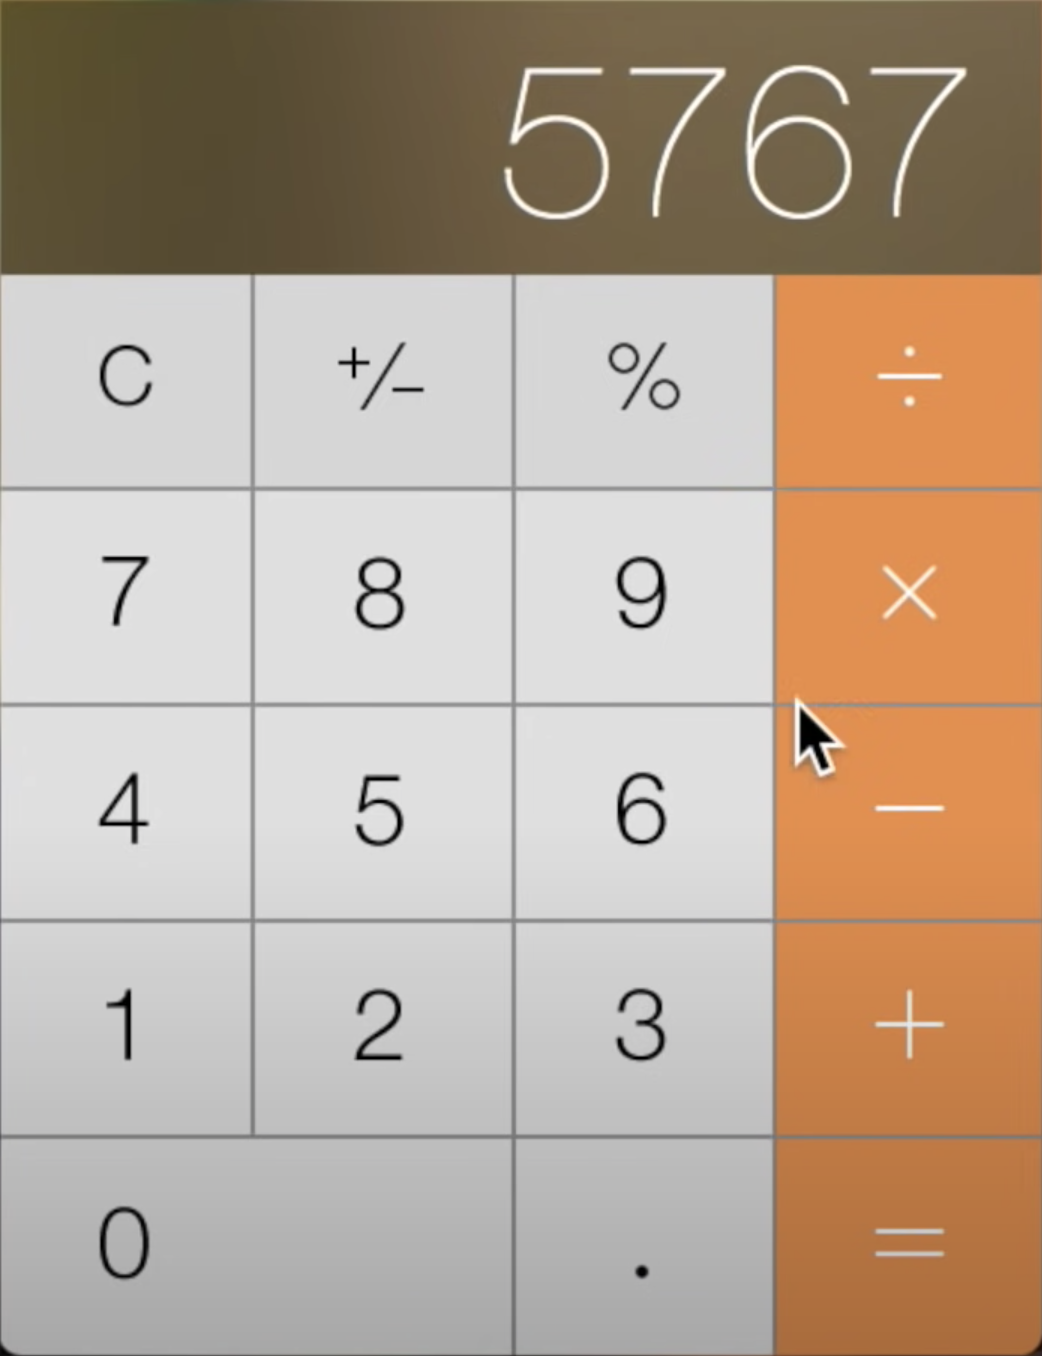 5767
C +/− % ÷
7 8 9 ×
4 5 6 −
1 2 3 +
0 . =